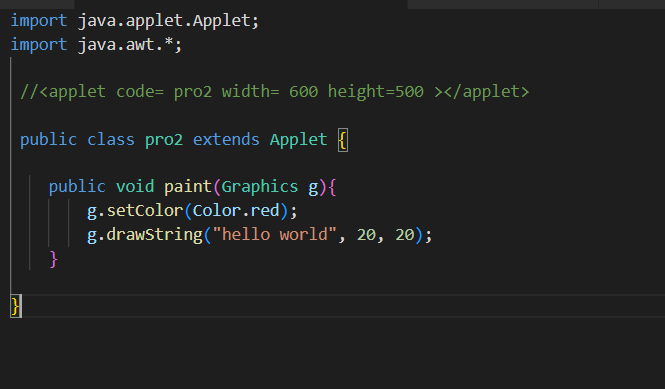 import java.applet.Applet;
import java.awt.*;
//<applet code= pro2 width= 600 height=500 ></applet>
public class pro2 extends Applet {
public void paint(Graphics g){
g.setColor(Color.red);
g.drawString("hello world", 20, 20);
}
}